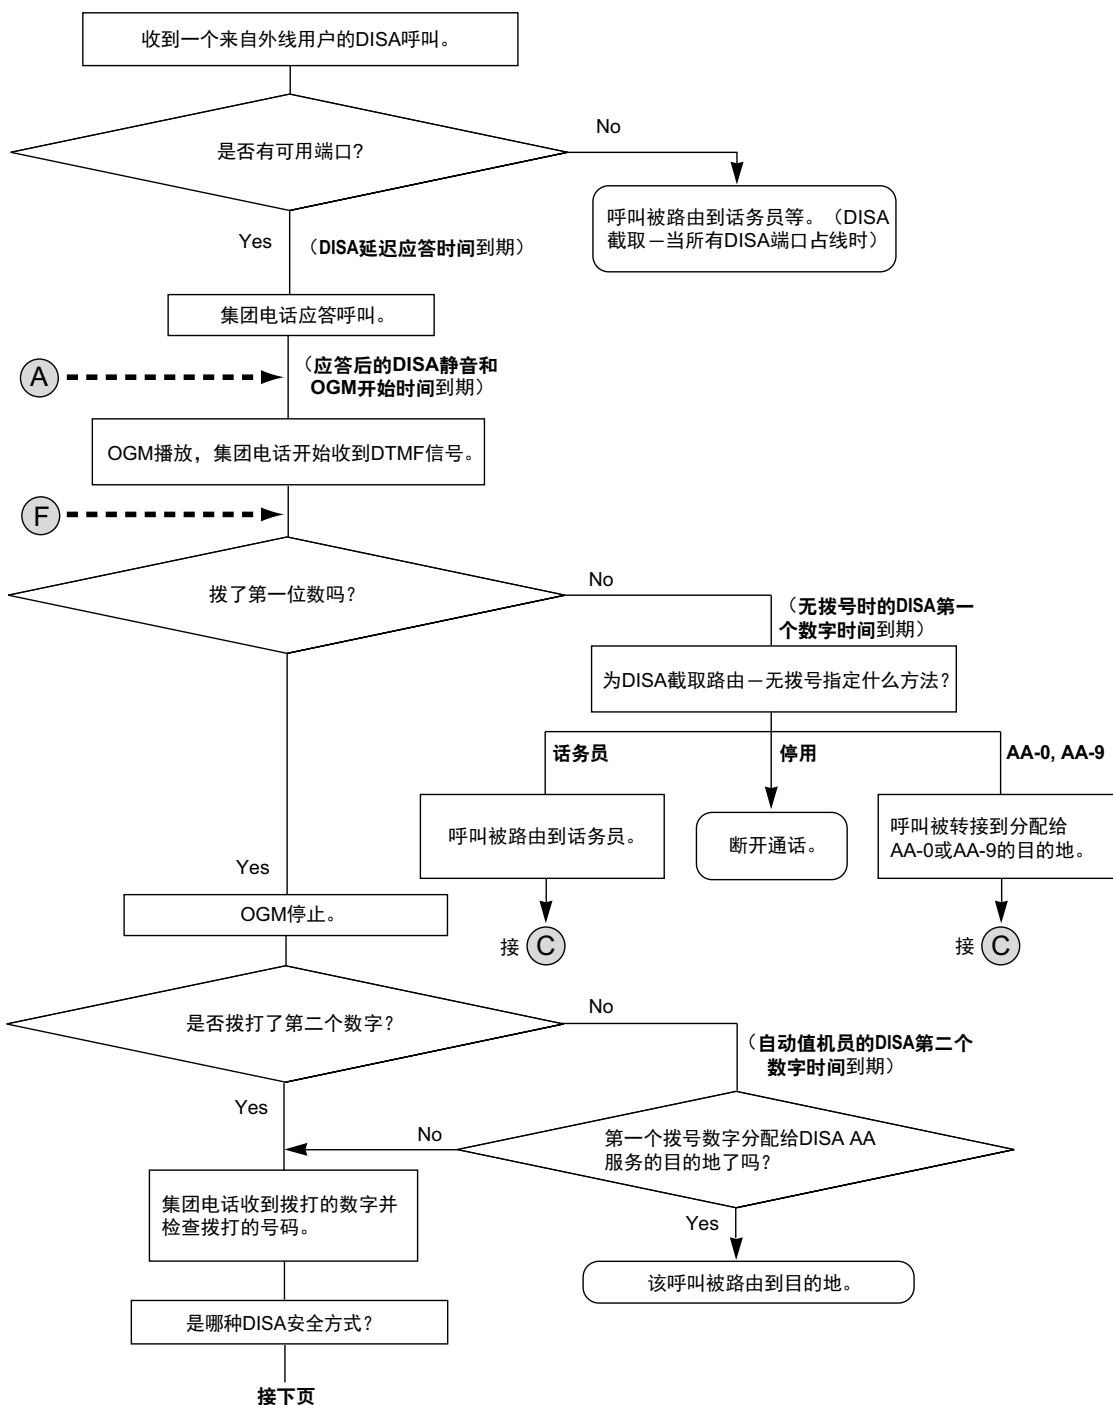 收到一个来自外线用户的DISA呼叫。
是否有可用端口?
No
呼叫被路由到话务员等。（DISA
截取－当所有DISA端口占线时）
Yes
（DISA延迟应答时间到期）
集团电话应答呼叫。
A
（应答后的DISA静音和
OGM开始时间到期）
OGM播放，集团电话开始收到DTMF信号。
F
拨了第一位数吗?
No
（无拨号时的DISA第一
个数字时间到期）
为DISA截取路由－无拨号指定什么方法?
话务员
停用
AA-0, AA-9
呼叫被路由到话务员。
断开通话。
呼叫被转接到分配给
AA-0或AA-9的目的地。
Yes
OGM停止。
接 C
接 C
是否拨打了第二个数字?
No
（自动值机员的DISA第二个
数字时间到期）
Yes
No
第一个拨号数字分配给DISA AA
服务的目的地了吗?
集团电话收到拨打的数字并
检查拨打的号码。
Yes
该呼叫被路由到目的地。
是哪种DISA安全方式?
接下页